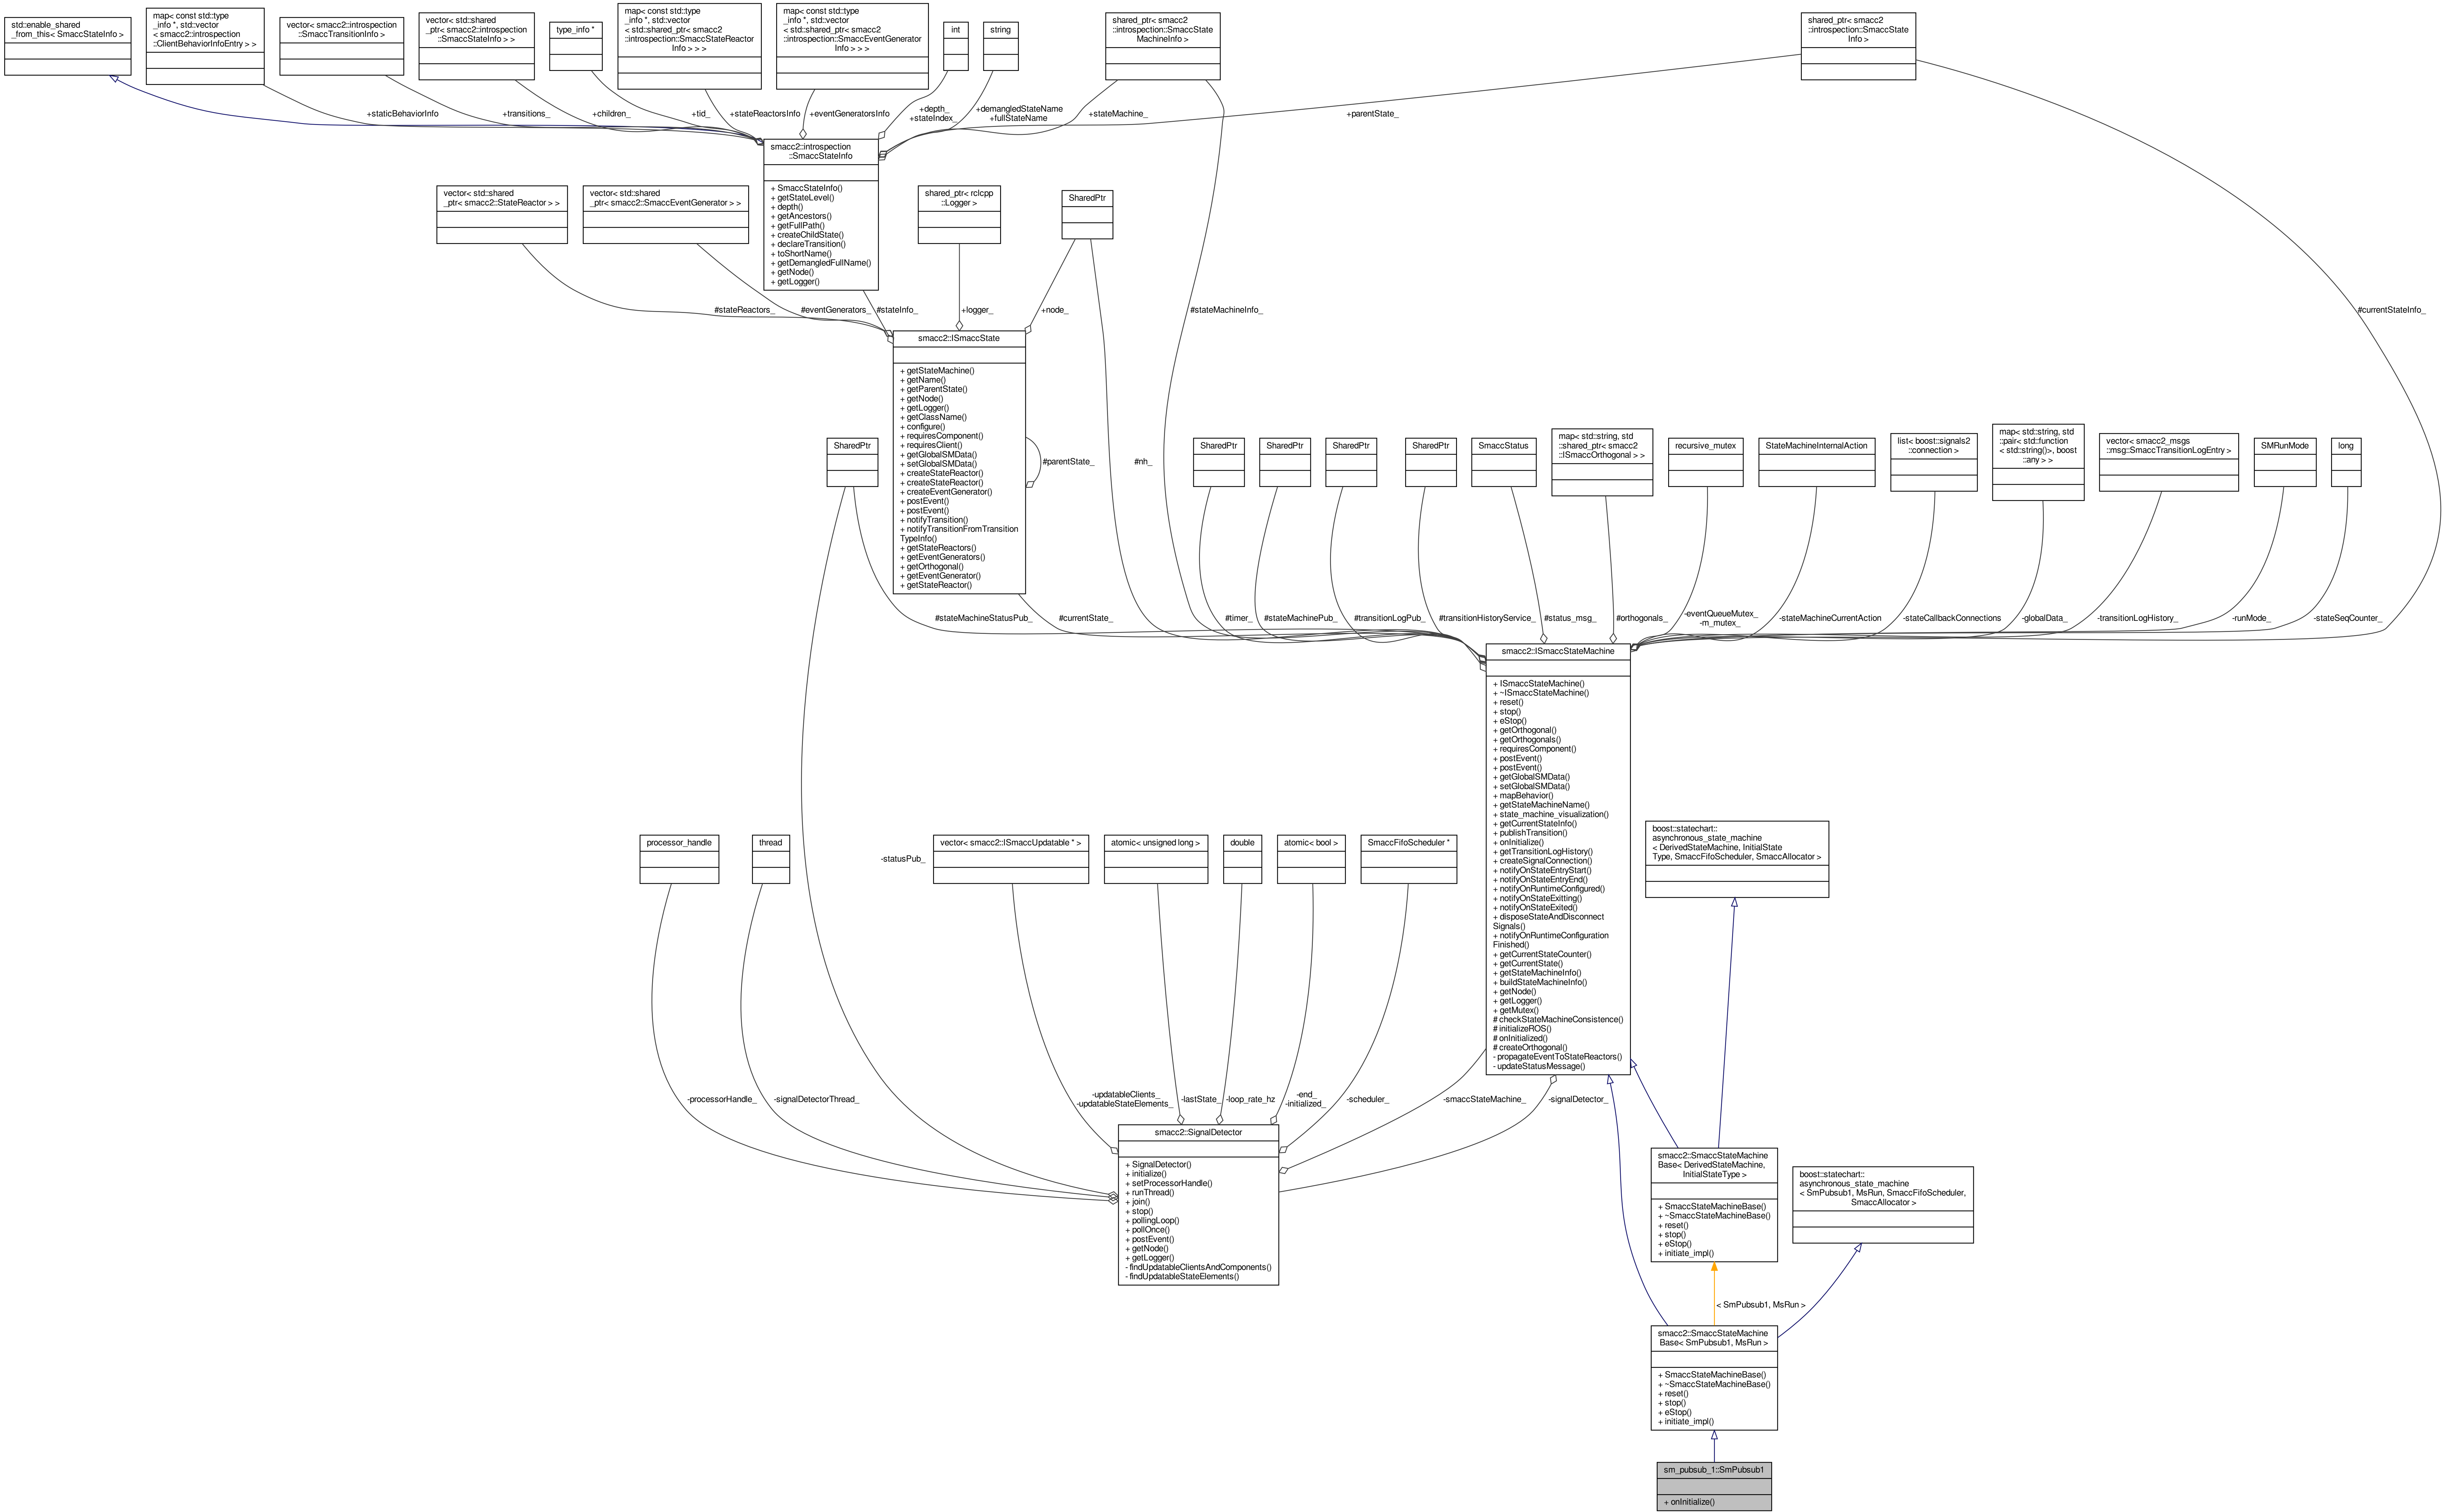 std::enable_shared
_from_this< SmaccStateInfo >
map< const std::type
_info *, std::vector
< smacc2::introspection
::ClientBehaviorInfoEntry > >
vector< smacc2::introspection
::SmaccTransitionInfo >
vector< std::shared
_ptr< smacc2::introspection
::SmaccStateInfo > >
type_info *
map< const std::type
_info *, std::vector
< std::shared_ptr< smacc2
::introspection::SmaccStateReactor
Info > > >
map< const std::type
_info *, std::vector
< std::shared_ptr< smacc2
::introspection::SmaccEventGenerator
Info > > >
int
string
shared_ptr< smacc2
::introspection::SmaccState
MachineInfo >
shared_ptr< smacc2
::introspection::SmaccState
Info >
+staticBehaviorInfo
+transitions_
+children_
+tid_
+stateReactorsInfo
+eventGeneratorsInfo
+depth_
+stateIndex_
+demangledStateName
+fullStateName
+stateMachine_
+parentState_
smacc2::introspection
::SmaccStateInfo
+ SmaccStateInfo()
+ getStateLevel()
+ depth()
+ getAncestors()
+ getFullPath()
+ createChildState()
+ declareTransition()
+ toShortName()
+ getDemangledFullName()
+ getNode()
+ getLogger()
vector< std::shared
_ptr< smacc2::StateReactor > >
vector< std::shared
_ptr< smacc2::SmaccEventGenerator > >
shared_ptr< rclcpp
::Logger >
SharedPtr
#stateReactors_
#eventGenerators_
#stateInfo_
+logger_
+node_
#stateMachineInfo_
#currentStateInfo_
smacc2::ISmaccState
+ getStateMachine()
+ getName()
+ getParentState()
+ getNode()
+ getLogger()
+ getClassName()
+ configure()
+ requiresComponent()
+ requiresClient()
+ getGlobalSMData()
+ setGlobalSMData()
+ createStateReactor()
+ createStateReactor()
+ createEventGenerator()
+ postEvent()
+ postEvent()
+ notifyTransition()
+ notifyTransitionFromTransition
TypeInfo()
+ getStateReactors()
+ getEventGenerators()
+ getOrthogonal()
+ getEventGenerator()
+ getStateReactor()
#parentState_
#nh_
SharedPtr
SharedPtr
SharedPtr
SharedPtr
SharedPtr
SmaccStatus
map< std::string, std
::shared_ptr< smacc2
::ISmaccOrthogonal > >
recursive_mutex
StateMachineInternalAction
list< boost::signals2
::connection >
map< std::string, std
::pair< std::function
< std::string()>, boost
::any > >
vector< smacc2_msgs
::msg::SmaccTransitionLogEntry >
SMRunMode
long
#stateMachineStatusPub_
#currentState_
#timer_
#stateMachinePub_
#transitionLogPub_
#transitionHistoryService_
#status_msg_
#orthogonals_
-eventQueueMutex_
-m_mutex_
-stateMachineCurrentAction
-stateCallbackConnections
-globalData_
-transitionLogHistory_
-runMode_
-stateSeqCounter_
smacc2::ISmaccStateMachine
+ ISmaccStateMachine()
+ ~ISmaccStateMachine()
+ reset()
+ stop()
+ eStop()
+ getOrthogonal()
+ getOrthogonals()
+ requiresComponent()
+ postEvent()
+ postEvent()
+ getGlobalSMData()
+ setGlobalSMData()
+ mapBehavior()
+ getStateMachineName()
+ state_machine_visualization()
+ getCurrentStateInfo()
+ publishTransition()
+ onInitialize()
+ getTransitionLogHistory()
+ createSignalConnection()
+ notifyOnStateEntryStart()
+ notifyOnStateEntryEnd()
+ notifyOnRuntimeConfigured()
+ notifyOnStateExitting()
+ notifyOnStateExited()
+ disposeStateAndDisconnect
Signals()
+ notifyOnRuntimeConfiguration
Finished()
+ getCurrentStateCounter()
+ getCurrentState()
+ getStateMachineInfo()
+ buildStateMachineInfo()
+ getNode()
+ getLogger()
+ getMutex()
# checkStateMachineConsistence()
# initializeROS()
# onInitialized()
# createOrthogonal()
- propagateEventToStateReactors()
- updateStatusMessage()
processor_handle
thread
-statusPub_
vector< smacc2::ISmaccUpdatable * >
atomic< unsigned long >
double
atomic< bool >
SmaccFifoScheduler *
boost::statechart::
asynchronous_state_machine
< DerivedStateMachine, InitialState
Type, SmaccFifoScheduler, SmaccAllocator >
-processorHandle_
-signalDetectorThread_
-updatableClients_
-updatableStateElements_
-lastState_
-loop_rate_hz
-end_
-initialized_
-scheduler_
-smaccStateMachine_
-signalDetector_
smacc2::SignalDetector
+ SignalDetector()
+ initialize()
+ setProcessorHandle()
+ runThread()
+ join()
+ stop()
+ pollingLoop()
+ pollOnce()
+ postEvent()
+ getNode()
+ getLogger()
- findUpdatableClientsAndComponents()
- findUpdatableStateElements()
smacc2::SmaccStateMachine
Base< DerivedStateMachine,
InitialStateType >
+ SmaccStateMachineBase()
+ ~SmaccStateMachineBase()
+ reset()
+ stop()
+ eStop()
+ initiate_impl()
boost::statechart::
asynchronous_state_machine
< SmPubsub1, MsRun, SmaccFifoScheduler,
SmaccAllocator >
< SmPubsub1, MsRun >
smacc2::SmaccStateMachine
Base< SmPubsub1, MsRun >
+ SmaccStateMachineBase()
+ ~SmaccStateMachineBase()
+ reset()
+ stop()
+ eStop()
+ initiate_impl()
sm_pubsub_1::SmPubsub1
+ onInitialize()